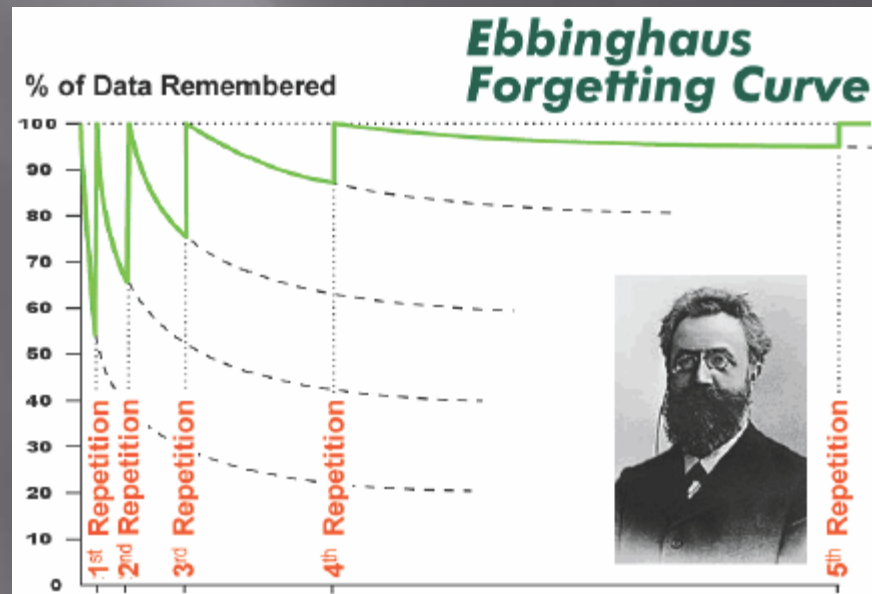 Ebbinghaus
Forgetting Curve
% of Data Remembered
100
90
80
70
60
50
40
30
20
10
0
1st Repetition
2nd Repetition
3rd Repetition
4th Repetition
5th Repetition